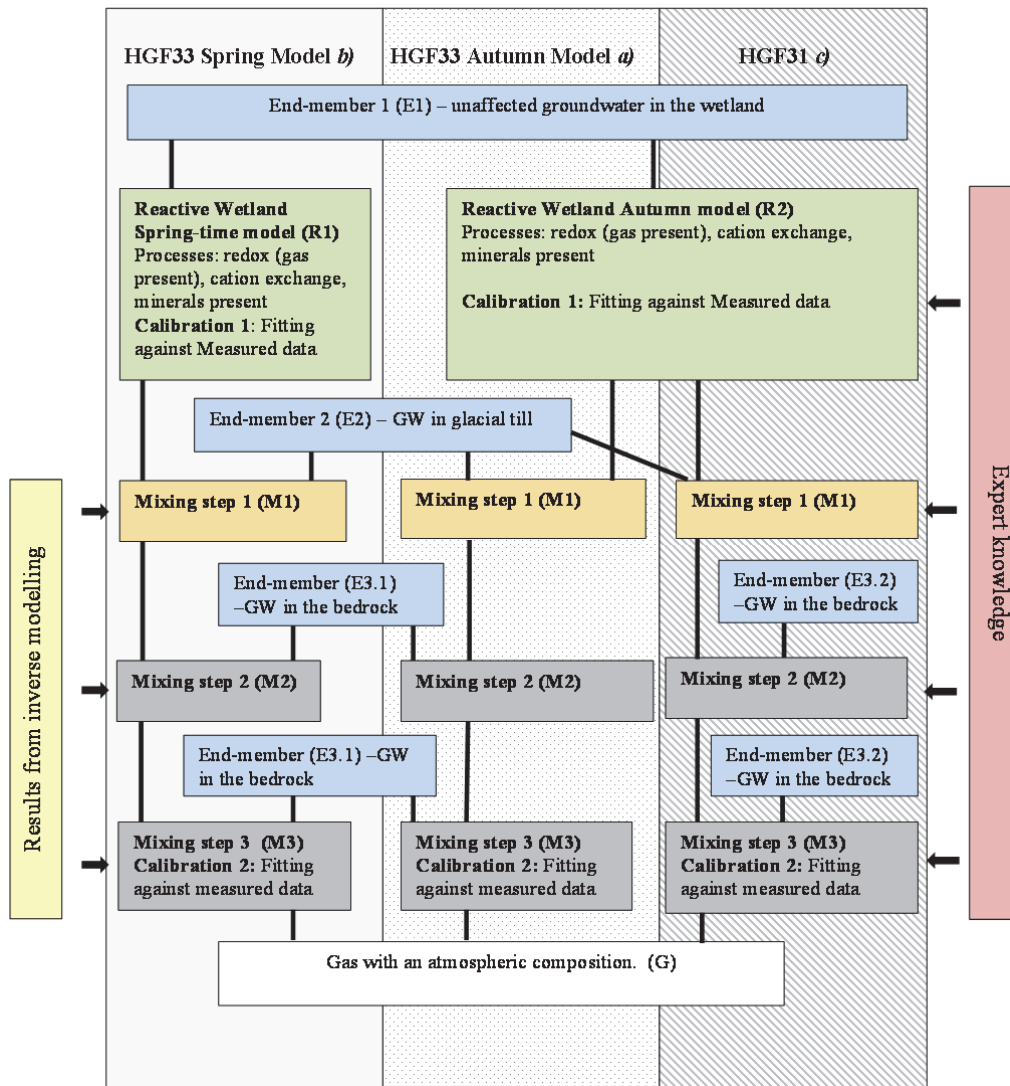 HGF33 Spring Model b)
HGF33 Autumn Model a)
HGF31 c)
End-member 1 (E1) – unaffected groundwater in the wetland
Reactive Wetland
Spring-time model (R1)
Processes: redox (gas
present), cation exchange,
minerals present
Calibration 1: Fitting
against Measured data
Reactive Wetland Autumn model (R2)
Processes: redox (gas present), cation exchange,
minerals present
Calibration 1: Fitting against Measured data
End-member 2 (E2) – GW in glacial till
Mixing step 1 (M1)
Mixing step 1 (M1)
Mixing step 1 (M1)
End-member (E3.1)
–GW in the bedrock
End-member (E3.2)
–GW in the bedrock
Mixing step 2 (M2)
Mixing step 2 (M2)
Mixing step 2 (M2)
End-member (E3.1) –GW
in the bedrock
End-member (E3.2)
–GW in the bedrock
Mixing step 3 (M3)
Calibration 2: Fitting
against measured data
Mixing step 3 (M3)
Calibration 2: Fitting
against measured data
Mixing step 3 (M3)
Calibration 2: Fitting
against measured data
Gas with an atmospheric composition. (G)
Results from inverse modelling
Expert knowledge